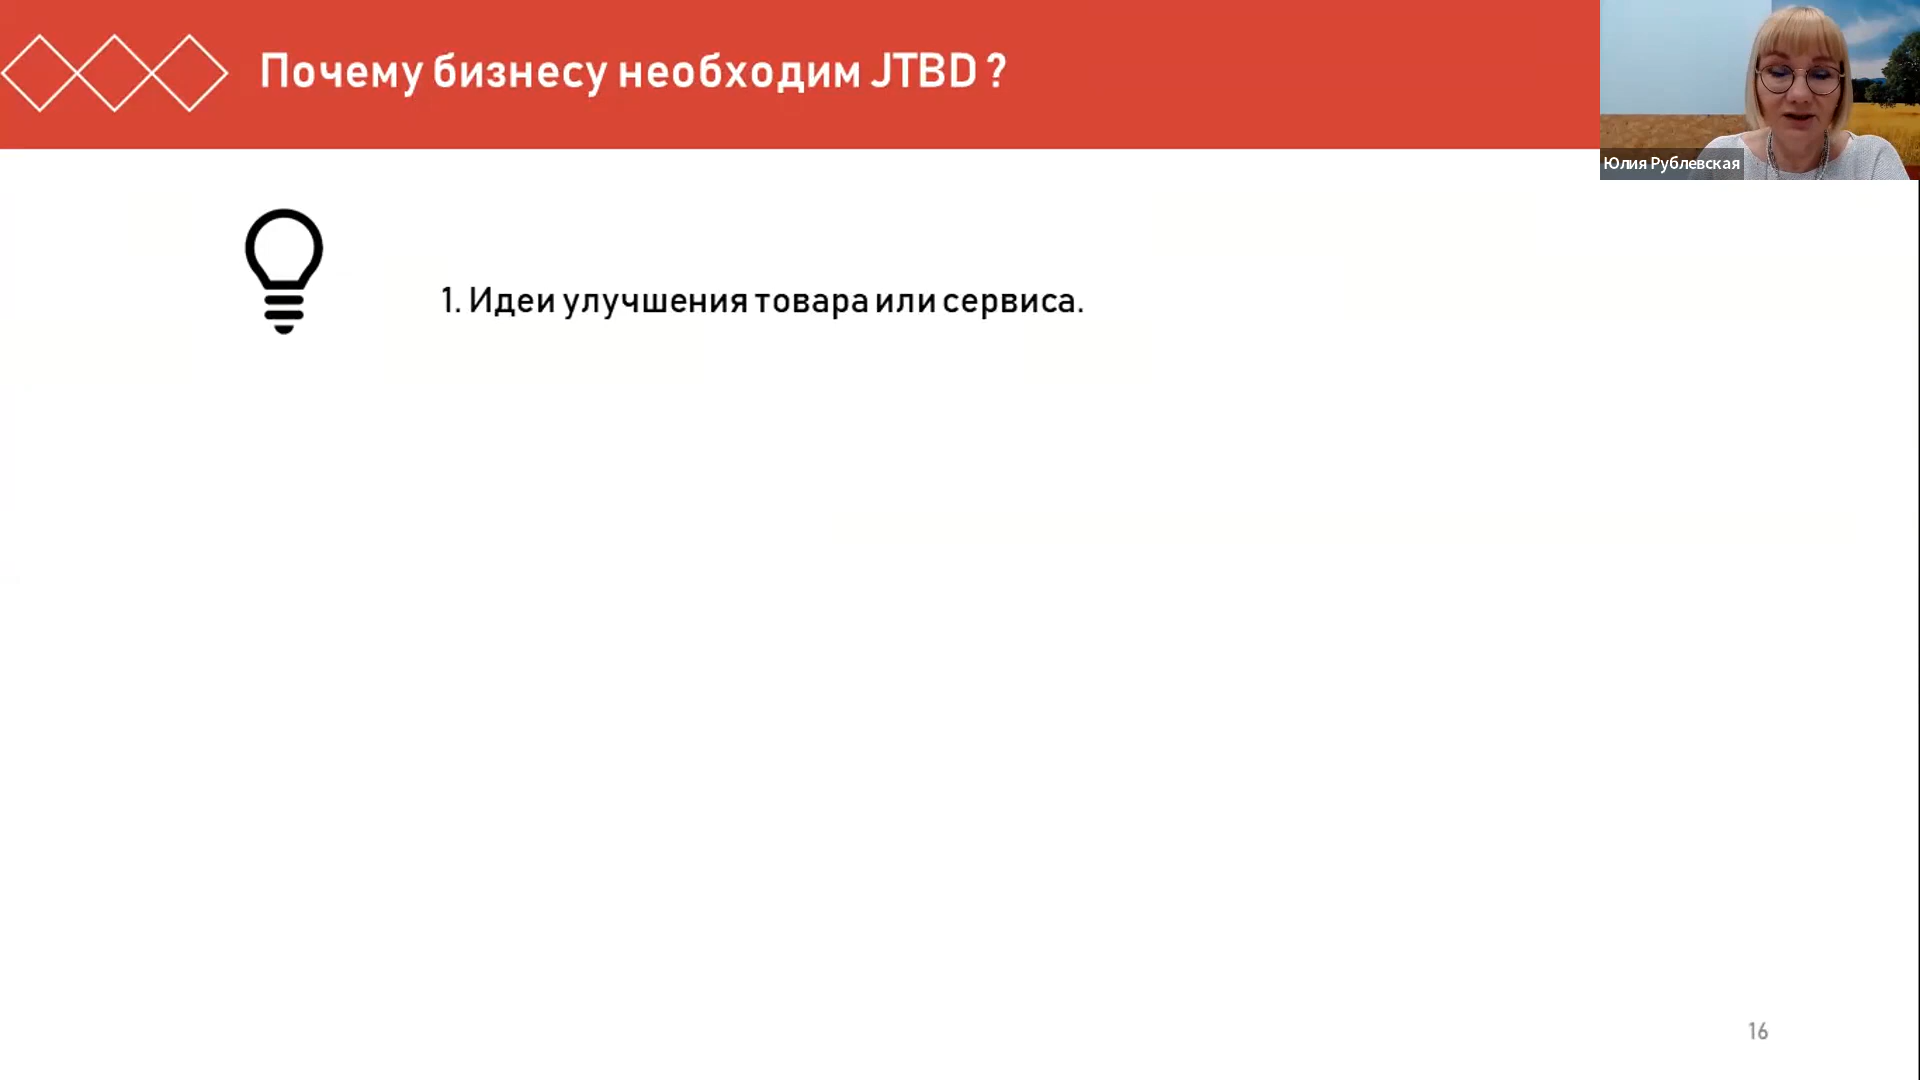 Почему бизнесу необходим JTBD ?
Юлия Рублевская
1. Идеи улучшения товара или сервиса.
16